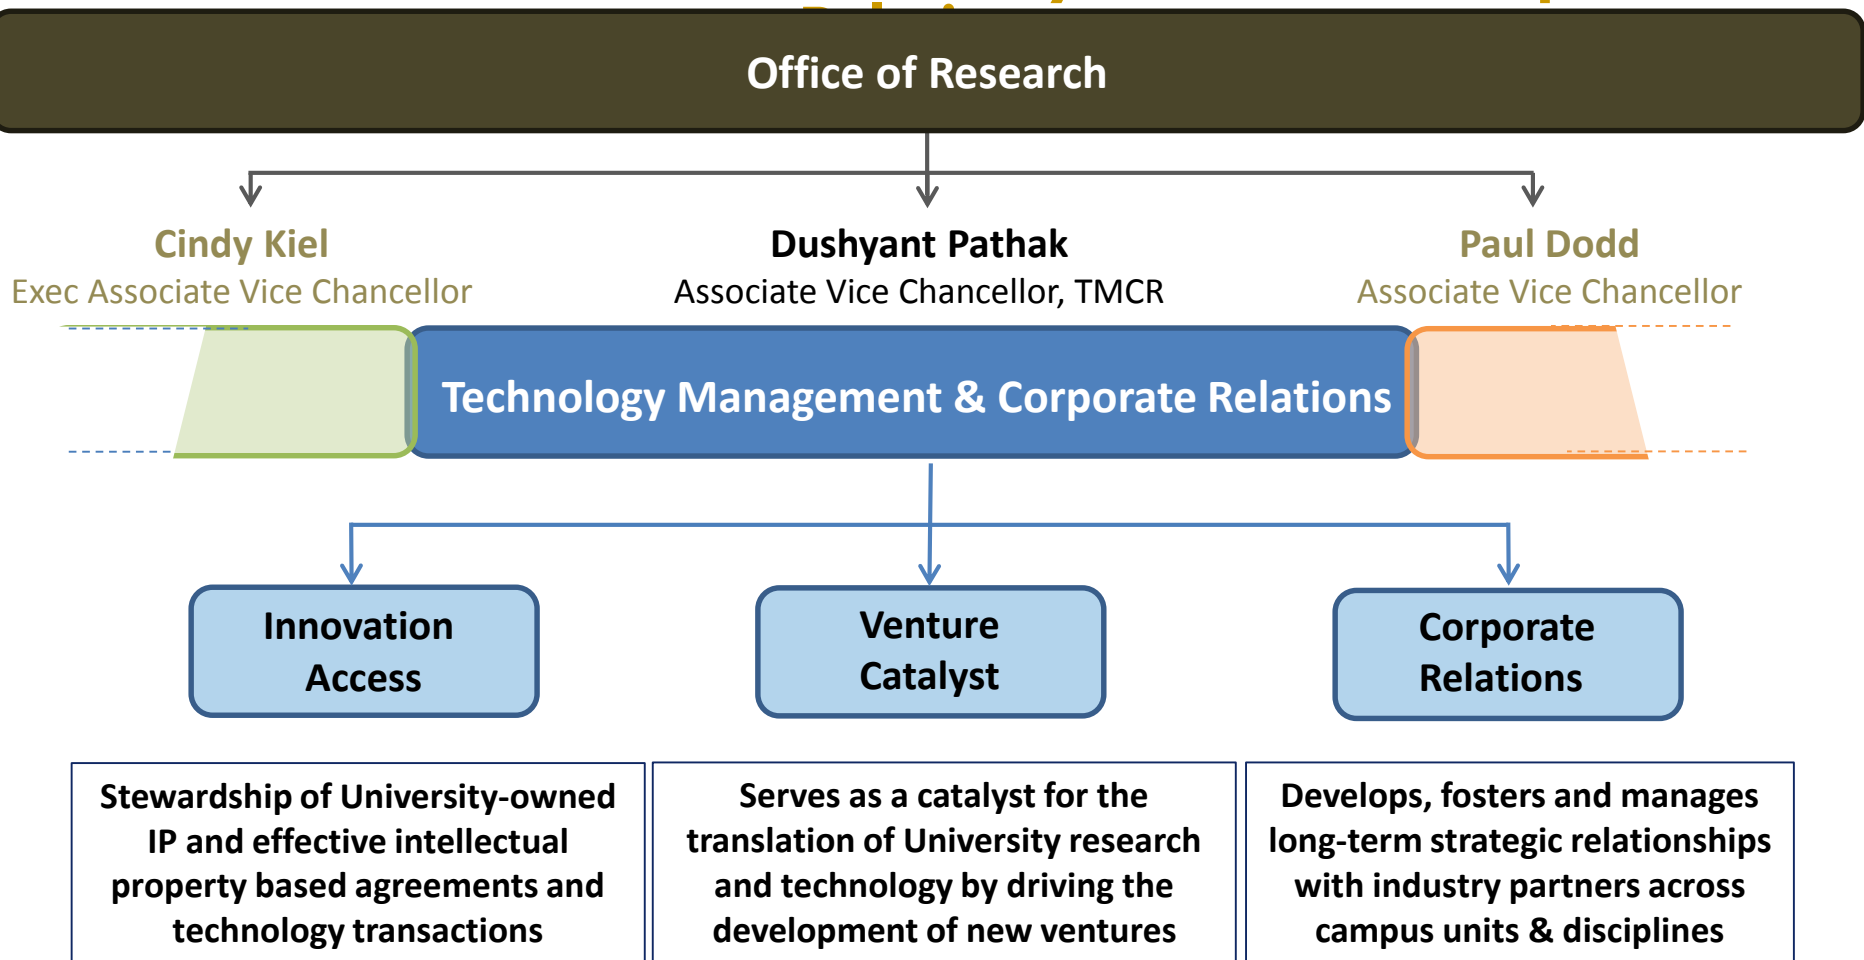 Office of Research
Cindy Kiel
Exec Associate Vice Chancellor
Dushyant Pathak
Associate Vice Chancellor, TMCR
Paul Dodd
Associate Vice Chancellor
Technology Management & Corporate Relations
Innovation
Access
Venture
Catalyst
Corporate
Relations
Stewardship of University-owned
IP and effective intellectual
property based agreements and
technology transactions
Serves as a catalyst for the
translation of University research
and technology by driving the
development of new ventures
Develops, fosters and manages
long-term strategic relationships
with industry partners across
campus units & disciplines